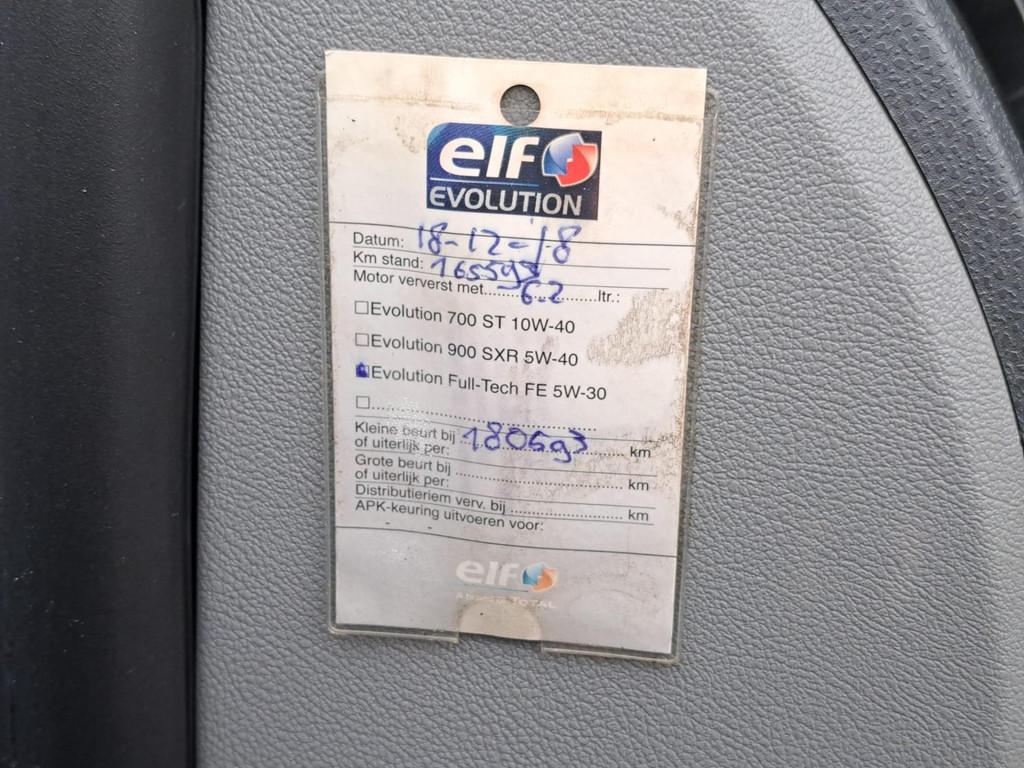 elf
EVOLUTION
Datum: 18-12-18
Km stand: 165593
Motor ververst met......6.2......ltr.:
☐Evolution 700 ST 10W-40
☐Evolution 900 SXR 5W-40
☑Evolution Full-Tech FE 5W-30
☐..........................................
Kleine beurt bij 180693 ........ km
of uiterlijk per:
Grote beurt bij ................................ km
of uiterlijk per:
Distributieriem verv. bij ..................... km
APK-keuring uitvoeren voor:
elf
TOTAL